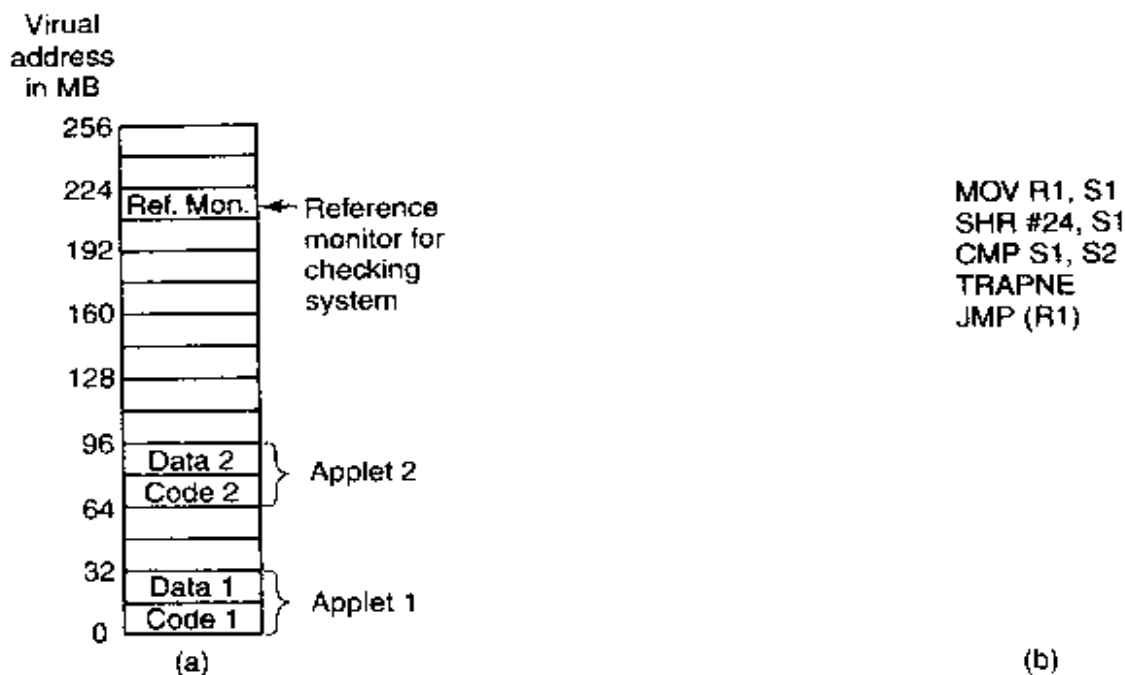 Virual
address
in MB
256
224
Ref. Mon.
Reference
monitor for
checking
system
192
160
128
96
Data 2
Code 2
Applet 2
64
32
Data 1
Code 1
Applet 1
0
(a)
MOV R1, S1
SHR #24, S1
CMP S1, S2
TRAPNE
JMP (R1)
(b)